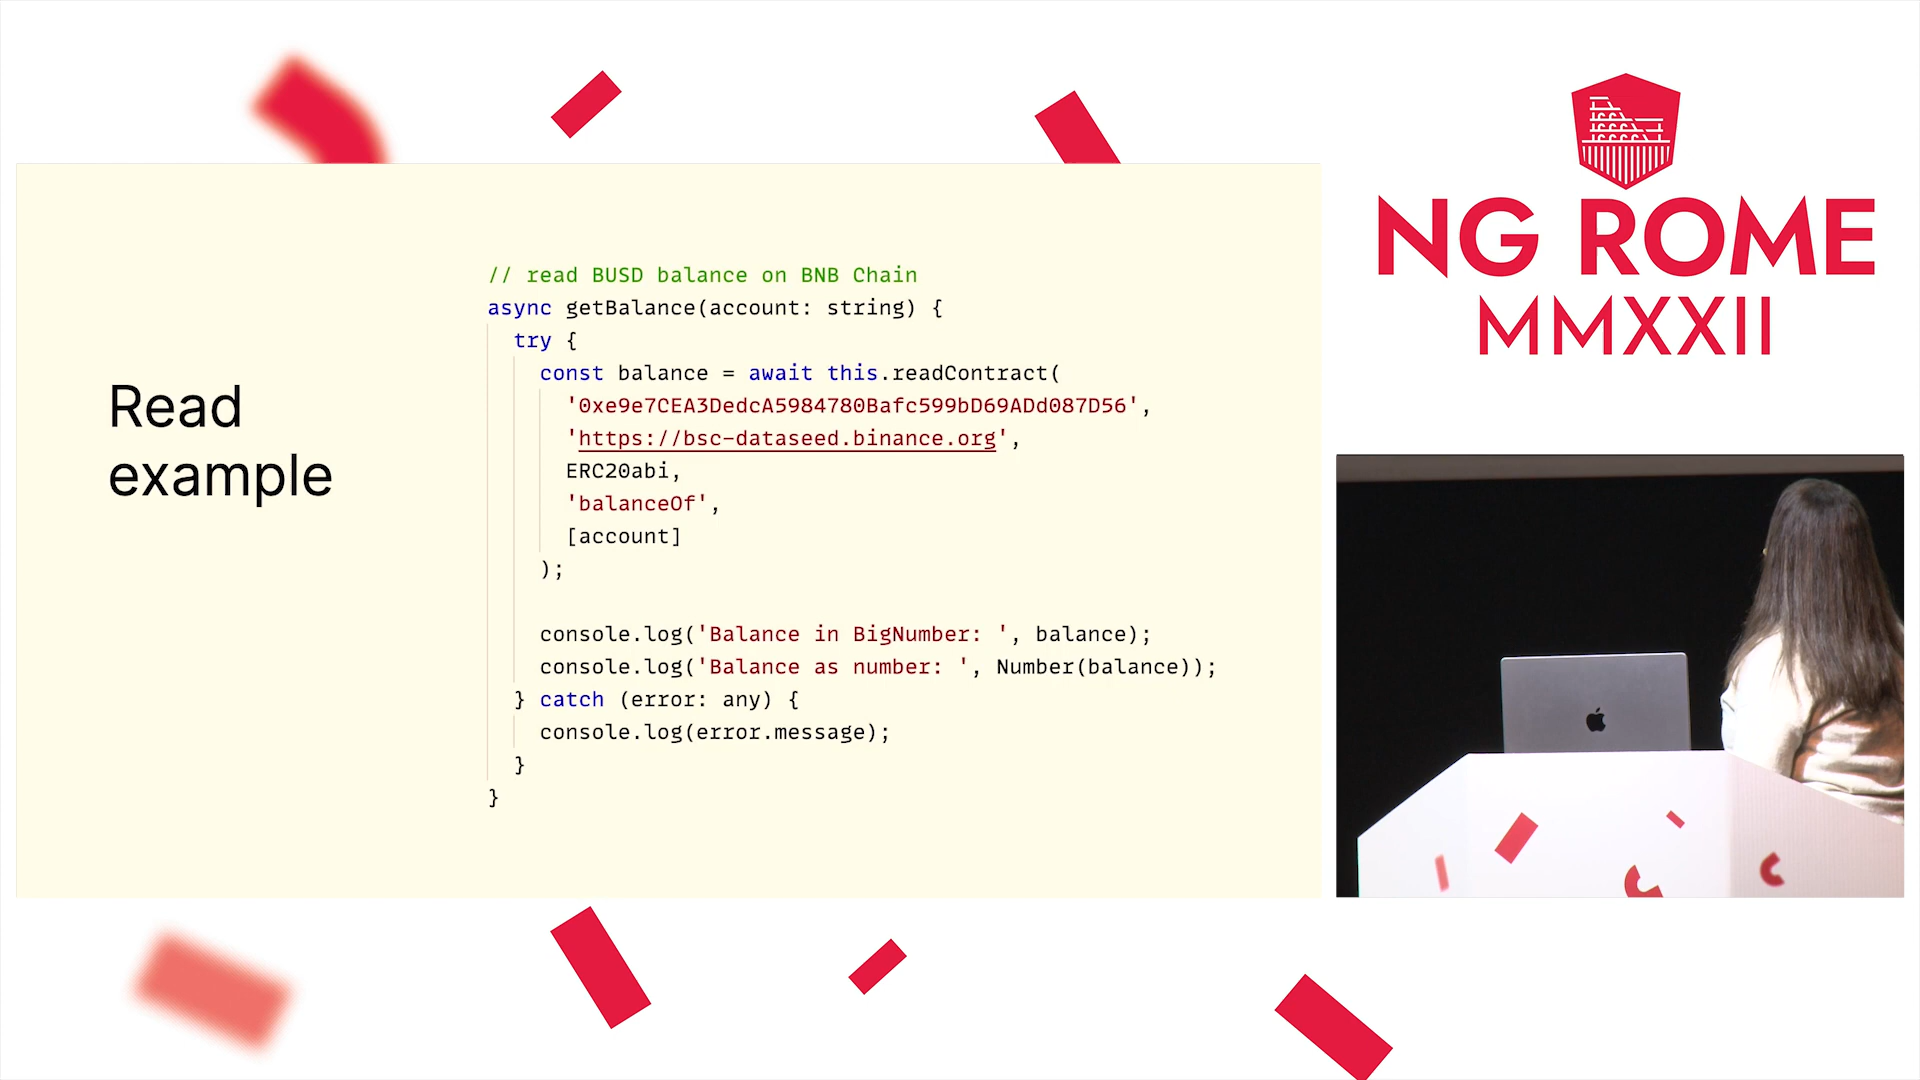 Read
example
// read BUSD balance on BNB Chain
async getBalance(account: string) {
try {
const balance = await this.readContract(
'0xe9e7CEA3DedcA5984780Bafc599bD69ADd087D56',
'https://bsc-dataseed.binance.org',
ERC20abi,
'balanceOf',
[account]
);
console.log('Balance in BigNumber: ', balance);
console.log('Balance as number: ', Number(balance));
} catch (error: any) {
console.log(error.message);
}
}
NG ROME
MMXXII